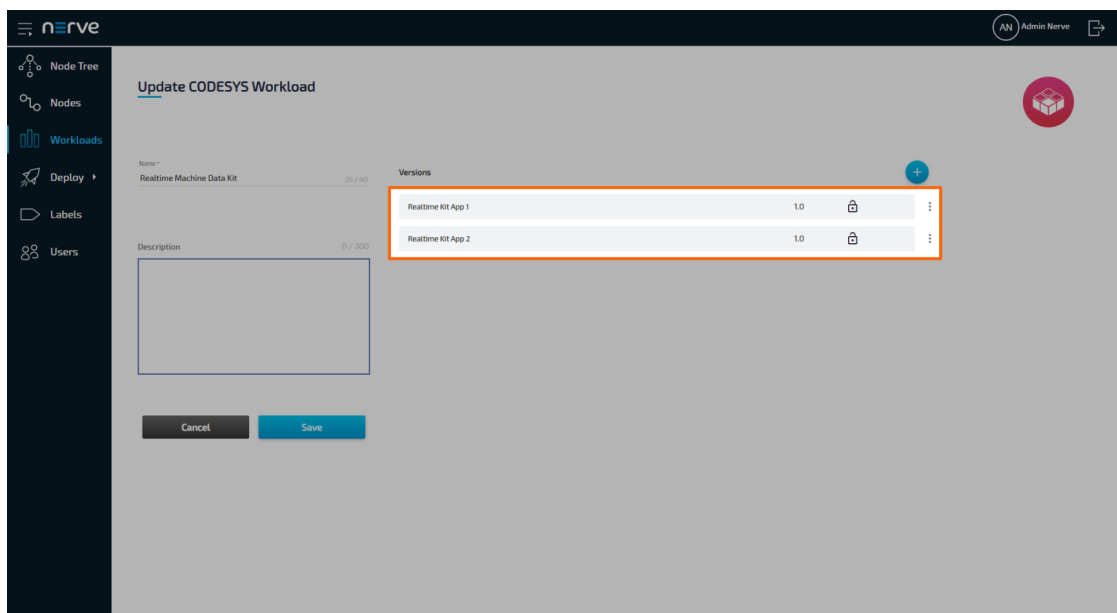 nerve
AN Admin Nerve
Node Tree
Nodes
Workloads
Deploy
Labels
Users
Update CODESYS Workload
Name *
Realtime Machine Data Kit 25 / 40
Description 0 / 300
Cancel Save
Versions
+
Realtime Kit App 1 1.0
Realtime Kit App 2 1.0